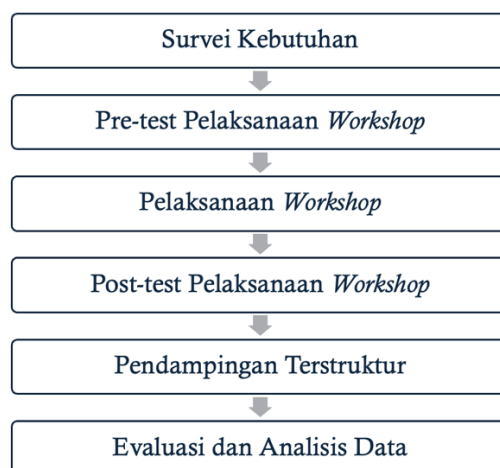 Survei Kebutuhan
Pre-test Pelaksanaan Workshop
Pelaksanaan Workshop
Post-test Pelaksanaan Workshop
Pendampingan Terstruktur
Evaluasi dan Analisis Data